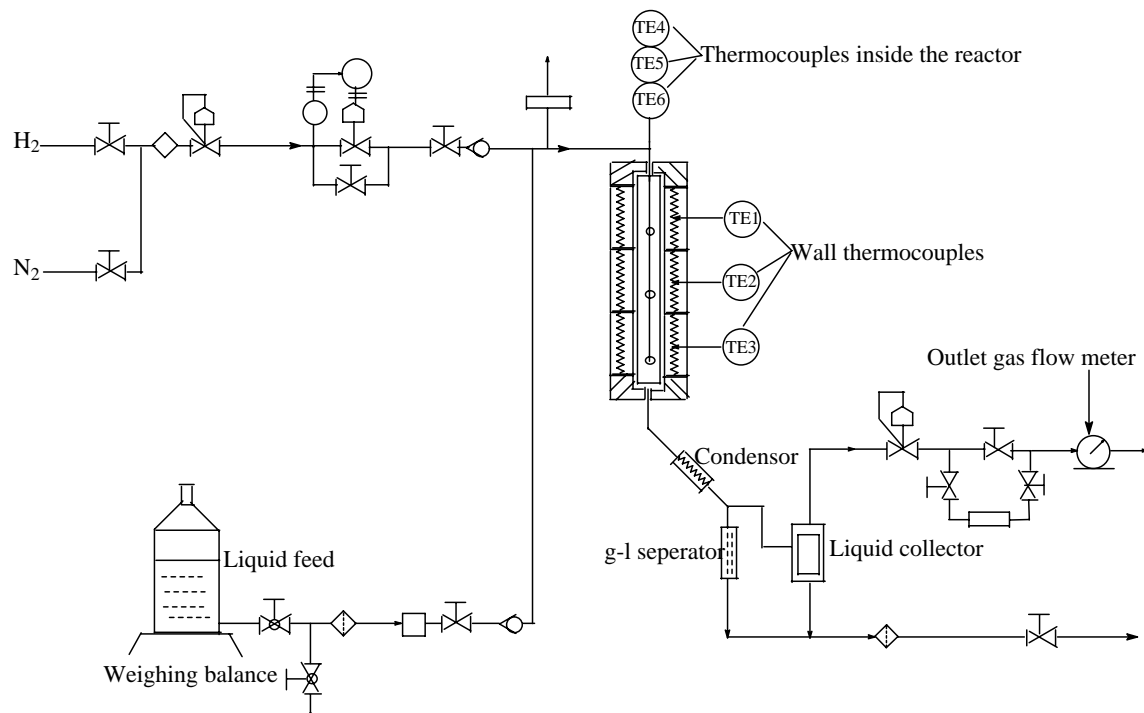 TE4
Thermocouples inside the reactor
TE5
TE6
H2
TE1
N2
Wall thermocouples
TE2
TE3
Outlet gas flow meter
Condensor
Liquid feed
g-l seperator
Liquid collector
Weighing balance